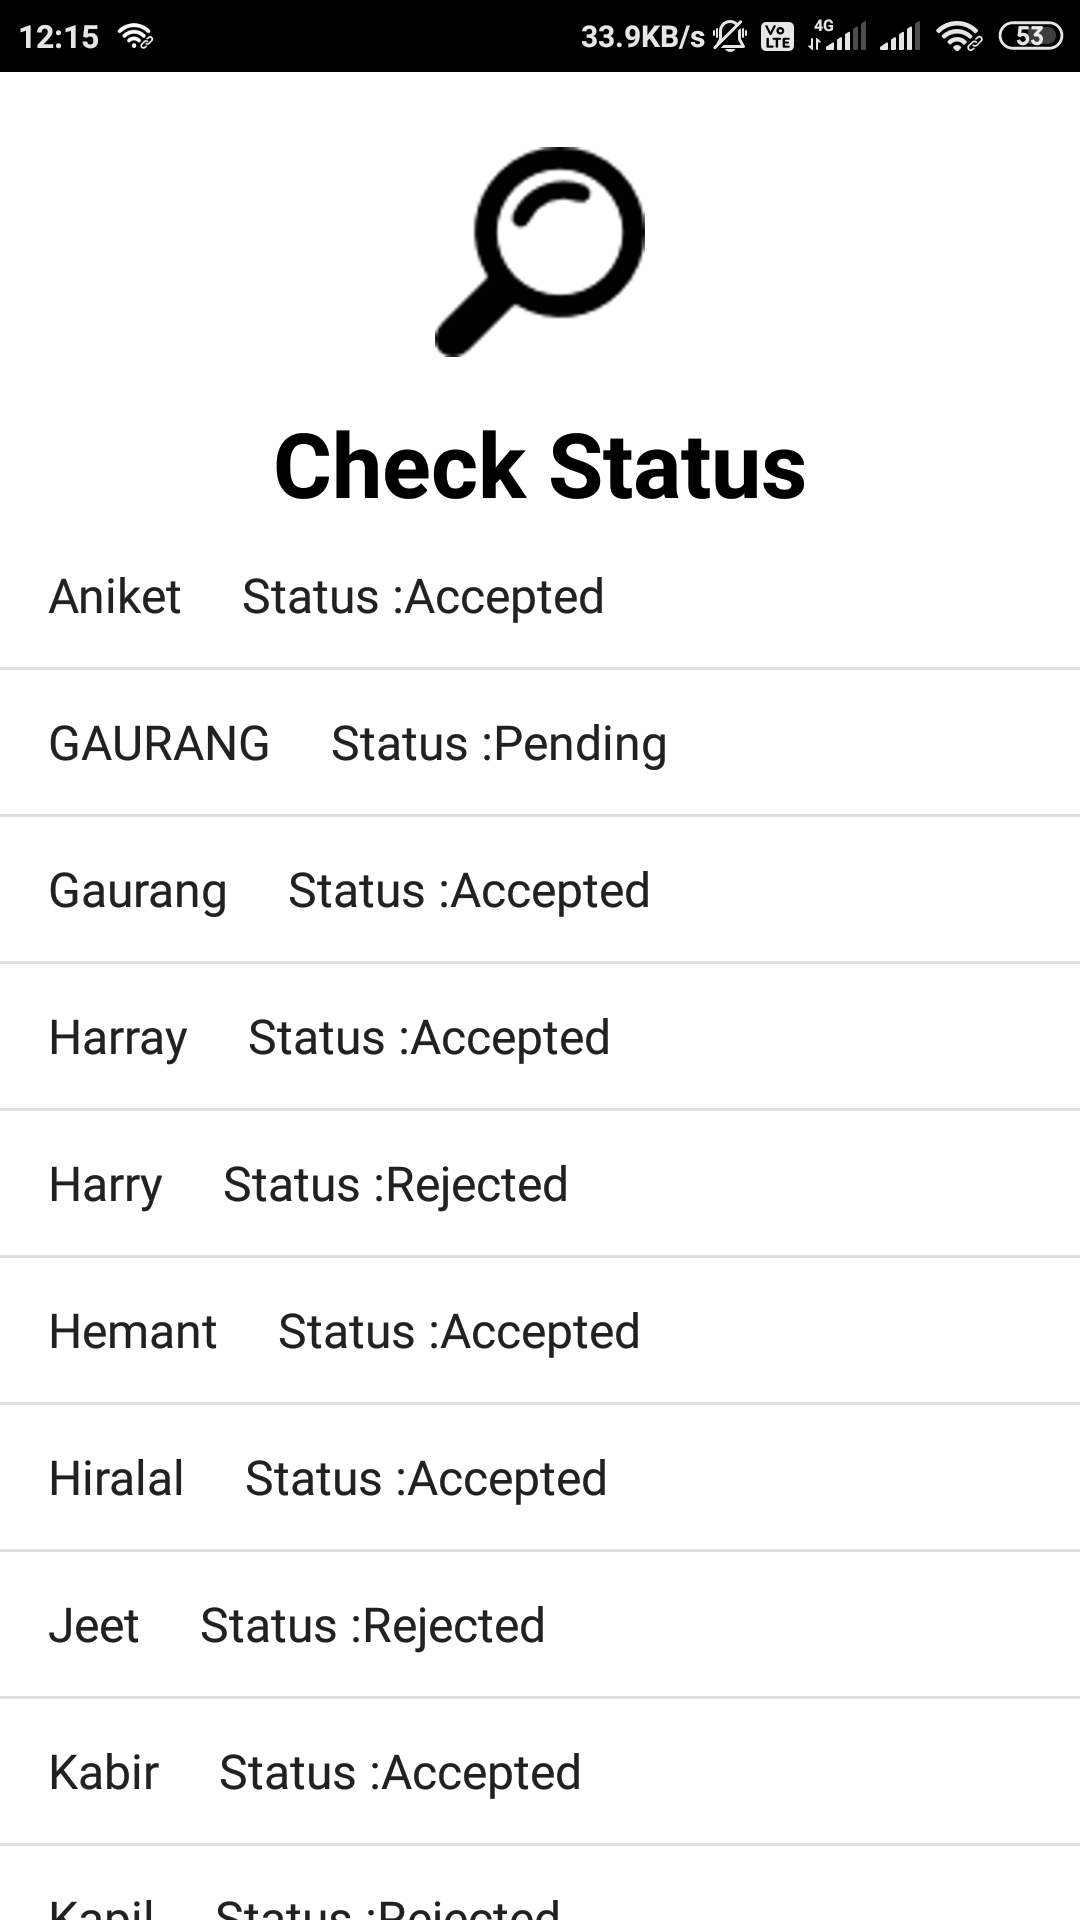 12:15 33.9KB/s Vo LTE 4G 53
Check Status
Aniket Status :Accepted
GAURANG Status :Pending
Gaurang Status :Accepted
Harray Status :Accepted
Harry Status :Rejected
Hemant Status :Accepted
Hiralal Status :Accepted
Jeet Status :Rejected
Kabir Status :Accepted
Kapil Status :Rejected